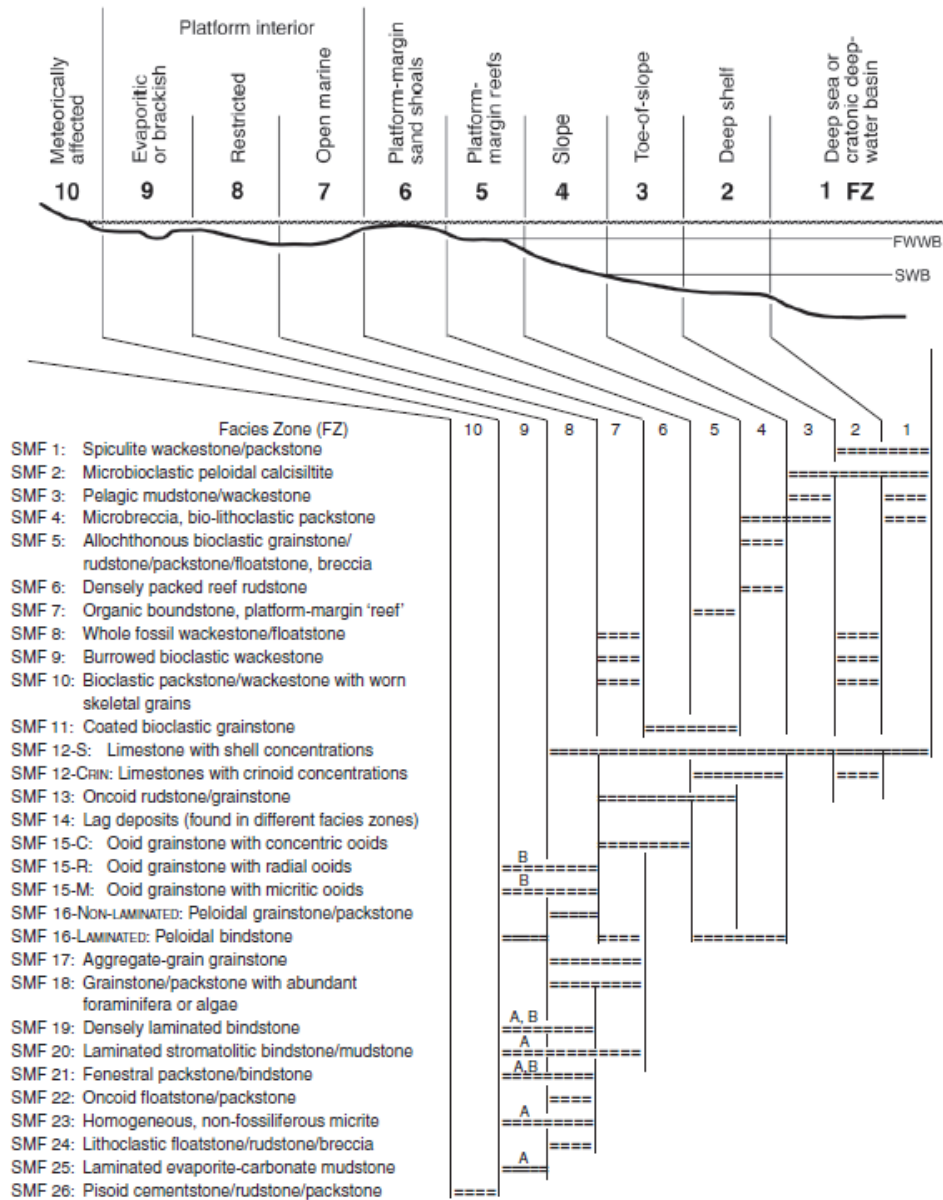 Platform interior
Meteorically
affected
Evaporitic
or brackish
Restricted
Open marine
Platform-margin
sand shoals
Platform-
margin reefs
Slope
Toe-of-slope
Deep shelf
Deep sea or
cratonic deep-
water basin
10 9 8 7 6 5 4 3 2 1 FZ
FWWB
SWB
Facies Zone (FZ) 10 9 8 7 6 5 4 3 2 1
SMF 1: Spiculite wackestone/packstone
SMF 2: Microbioclastic peloidal calcisiltite
SMF 3: Pelagic mudstone/wackestone
SMF 4: Microbreccia, bio-lithoclastic packstone
SMF 5: Allochthonous bioclastic grainstone/
rudstone/packstone/floatstone, breccia
SMF 6: Densely packed reef rudstone
SMF 7: Organic boundstone, platform-margin ‘reef’
SMF 8: Whole fossil wackestone/floatstone
SMF 9: Burrowed bioclastic wackestone
SMF 10: Bioclastic packstone/wackestone with worn
skeletal grains
SMF 11: Coated bioclastic grainstone
SMF 12-S: Limestone with shell concentrations
SMF 12-CRIN: Limestones with crinoid concentrations
SMF 13: Oncoid rudstone/grainstone
SMF 14: Lag deposits (found in different facies zones)
SMF 15-C: Ooid grainstone with concentric ooids
SMF 15-R: Ooid grainstone with radial ooids B
SMF 15-M: Ooid grainstone with micritic ooids B
SMF 16-NON-LAMINATED: Peloidal grainstone/packstone
SMF 16-LAMINATED: Peloidal bindstone
SMF 17: Aggregate-grain grainstone
SMF 18: Grainstone/packstone with abundant
foraminifera or algae
SMF 19: Densely laminated bindstone A, B
SMF 20: Laminated stromatolitic bindstone/mudstone A
SMF 21: Fenestral packstone/bindstone A,B
SMF 22: Oncoid floatstone/packstone
SMF 23: Homogeneous, non-fossiliferous micrite A
SMF 24: Lithoclastic floatstone/rudstone/breccia
SMF 25: Laminated evaporite-carbonate mudstone A
SMF 26: Pisoid cementstone/rudstone/packstone